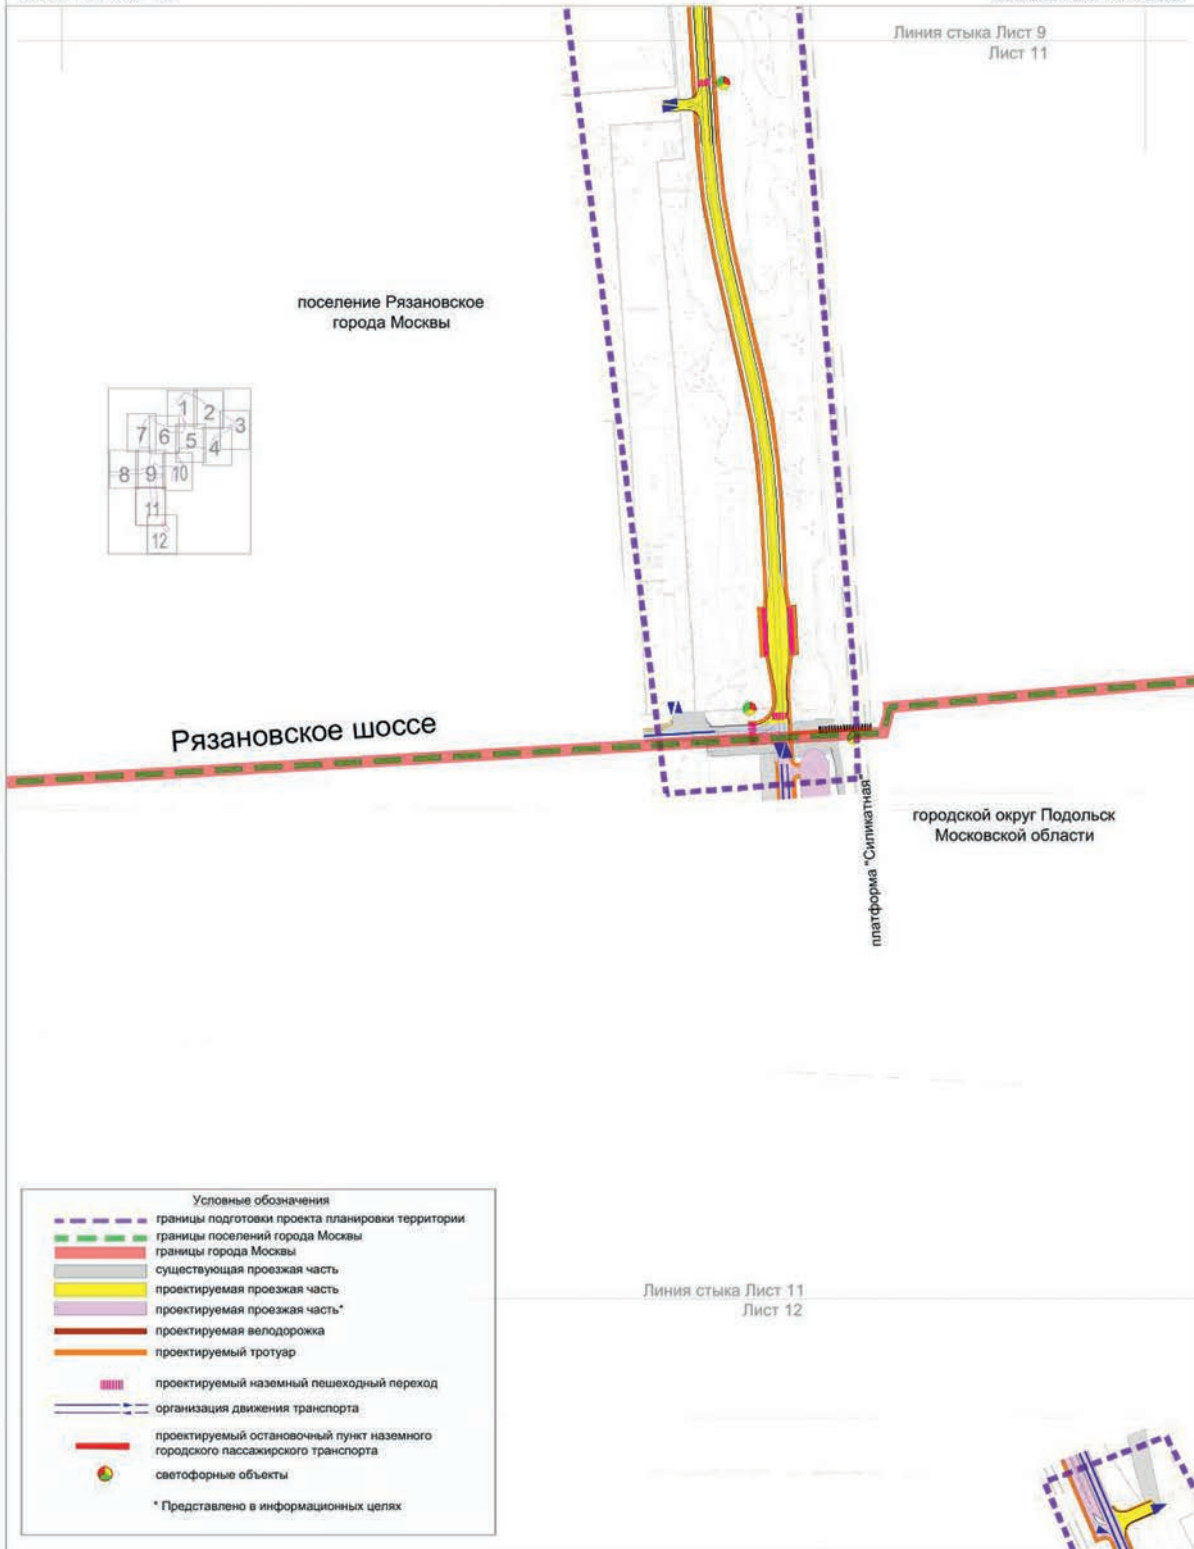 Линия стыка Лист 9
Лист 11
поселение Рязановское
города Москвы
1
2
3
7
6
5
4
8
9
10
11
12
Рязановское шоссе
городской округ Подольск
Московской области
платформа "Силикатная"
Условные обозначения
границы подготовки проекта планировки территории
границы поселений города Москвы
границы города Москвы
существующая проезжая часть
проектируемая проезжая часть
проектируемая проезжая часть*
проектируемая велодорожка
проектируемый тротуар
проектируемый наземный пешеходный переход
организация движения транспорта
проектируемый остановочный пункт наземного
городского пассажирского транспорта
светофорные объекты
* Представлено в информационных целях
Линия стыка Лист 11
Лист 12